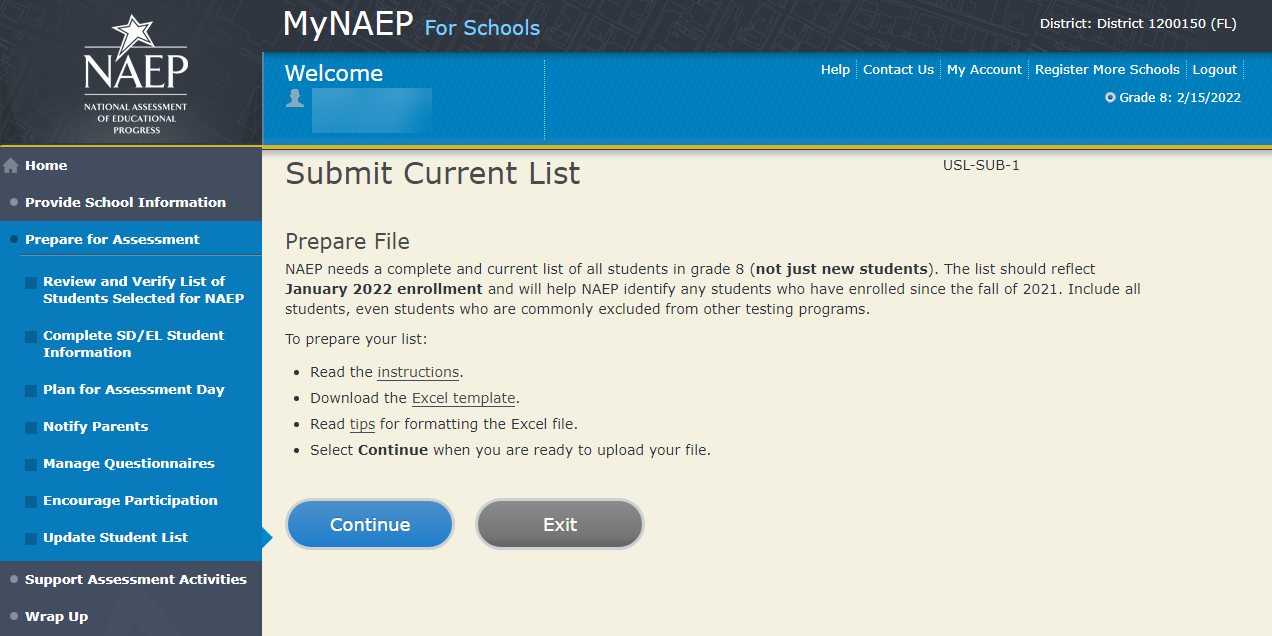 NAEP
NATIONAL ASSESSMENT
OF EDUCATIONAL
PROGRESS
MyNAEP For Schools
District: District 1200150 (FL)
Welcome
Help Contact Us My Account Register More Schools Logout
Grade 8: 2/15/2022
Home
Provide School Information
Prepare for Assessment
Review and Verify List of
Students Selected for NAEP
Complete SD/EL Student
Information
Plan for Assessment Day
Notify Parents
Manage Questionnaires
Encourage Participation
Update Student List
Support Assessment Activities
Wrap Up
Submit Current List
USL-SUB-1
Prepare File
NAEP needs a complete and current list of all students in grade 8 (not just new students). The list should reflect
January 2022 enrollment and will help NAEP identify any students who have enrolled since the fall of 2021. Include all
students, even students who are commonly excluded from other testing programs.
To prepare your list:
• Read the instructions.
• Download the Excel template.
• Read tips for formatting the Excel file.
• Select Continue when you are ready to upload your file.
Continue
Exit